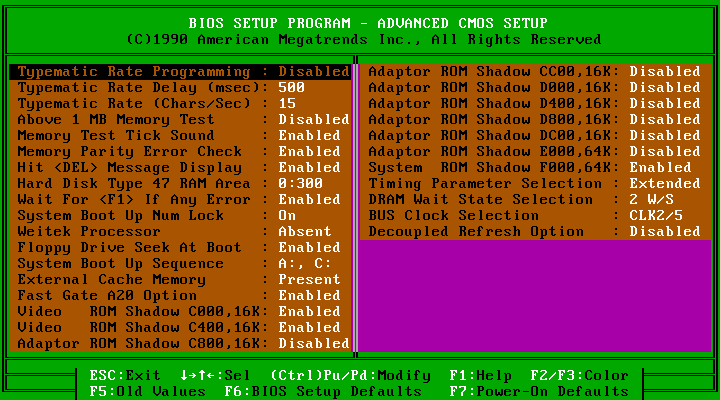 BIOS SETUP PROGRAM - ADVANCED CMOS SETUP
(C)1990 American Megatrends Inc., All Rights Reserved
Typematic Rate Programming : Disabled
Typematic Rate Delay (msec): 500
Typematic Rate (Chars/Sec) : 15
Above 1 MB Memory Test : Disabled
Memory Test Tick Sound : Enabled
Memory Parity Error Check : Enabled
Hit <DEL> Message Display : Enabled
Hard Disk Type 47 RAM Area : 0:300
Wait For <F1> If Any Error : Enabled
System Boot Up Num Lock : On
Weitek Processor : Absent
Floppy Drive Seek At Boot : Enabled
System Boot Up Sequence : A:, C:
External Cache Memory : Present
Fast Gate A20 Option : Enabled
Video ROM Shadow C000,16K: Enabled
Video ROM Shadow C400,16K: Enabled
Adaptor ROM Shadow C800,16K: Disabled
Adaptor ROM Shadow CC00,16K: Disabled
Adaptor ROM Shadow D000,16K: Disabled
Adaptor ROM Shadow D400,16K: Disabled
Adaptor ROM Shadow D800,16K: Disabled
Adaptor ROM Shadow DC00,16K: Disabled
Adaptor ROM Shadow E000,64K: Disabled
System ROM Shadow F000,64K: Enabled
Timing Parameter Selection : Extended
DRAM Wait State Selection : 2 W/S
BUS Clock Selection : CLK2/5
Decoupled Refresh Option : Disabled
ESC:Exit ↓→↑←:Sel (Ctrl)Pu/Pd:Modify F1:Help F2/F3:Color
F5:Old Values F6:BIOS Setup Defaults F7:Power-On Defaults